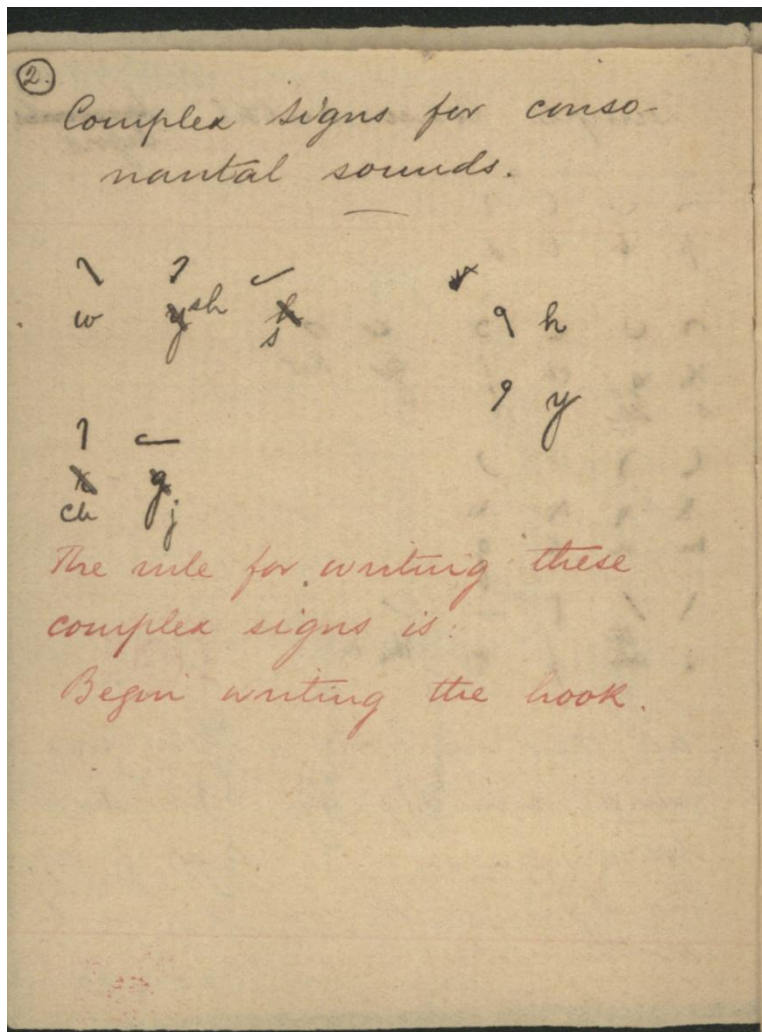 2.
Complex signs for conso-
nantal sounds.
w y sh h
s
h
y
ch g j
The rule for writing these
complex signs is:
Begin writing the hook.